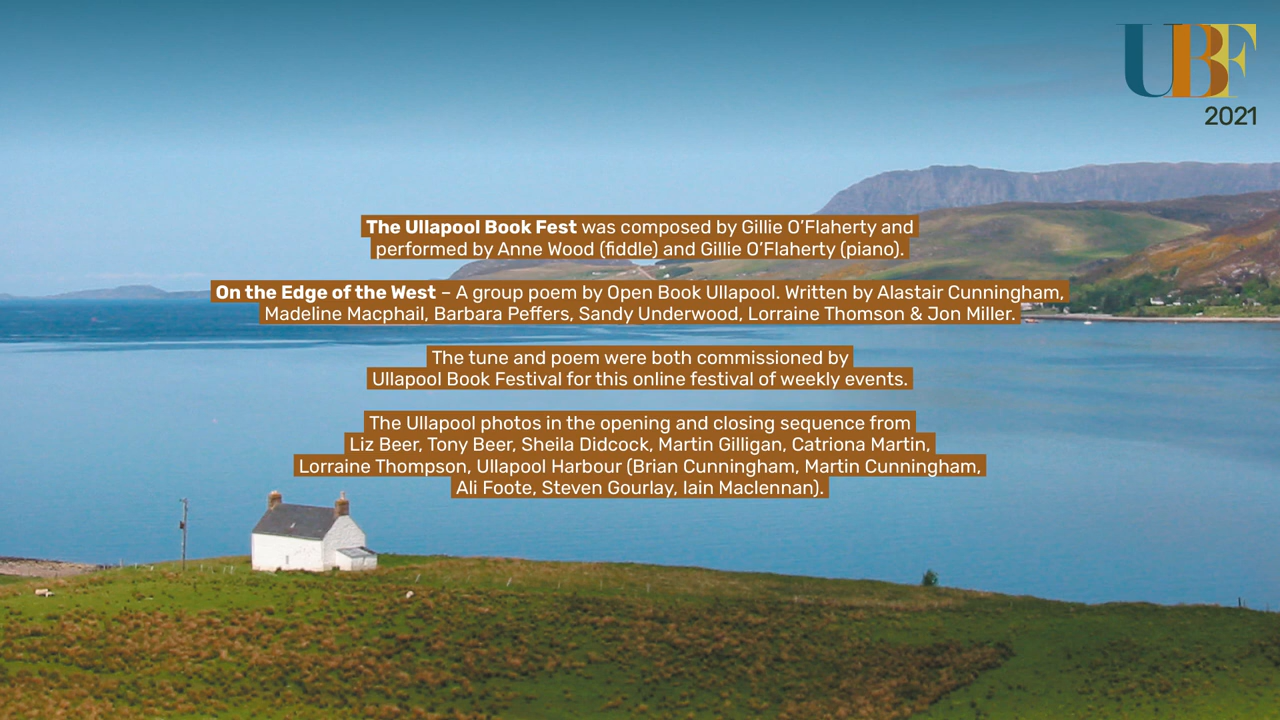 UBF
2021
The Ullapool Book Fest was composed by Gillie O’Flaherty and
performed by Anne Wood (fiddle) and Gillie O’Flaherty (piano).
On the Edge of the West – A group poem by Open Book Ullapool. Written by Alastair Cunningham,
Madeline Macphail, Barbara Peffers, Sandy Underwood, Lorraine Thomson & Jon Miller.
The tune and poem were both commissioned by
Ullapool Book Festival for this online festival of weekly events.
The Ullapool photos in the opening and closing sequence from
Liz Beer, Tony Beer, Sheila Didcock, Martin Gilligan, Catriona Martin,
Lorraine Thompson, Ullapool Harbour (Brian Cunningham, Martin Cunningham,
Ali Foote, Steven Gourlay, Iain Maclennan).